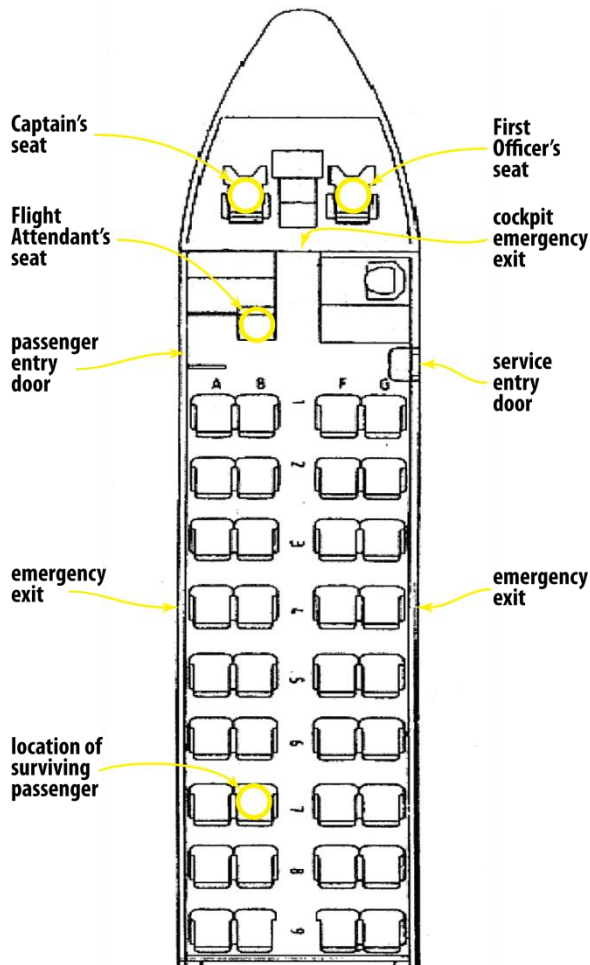 Captain's
seat
First
Officer's
seat
Flight
Attendant's
seat
cockpit
emergency
exit
passenger
entry
door
service
entry
door
A B F G
1
2
3
emergency
exit
4
emergency
exit
5
6
location of
surviving
passenger
7
8
9